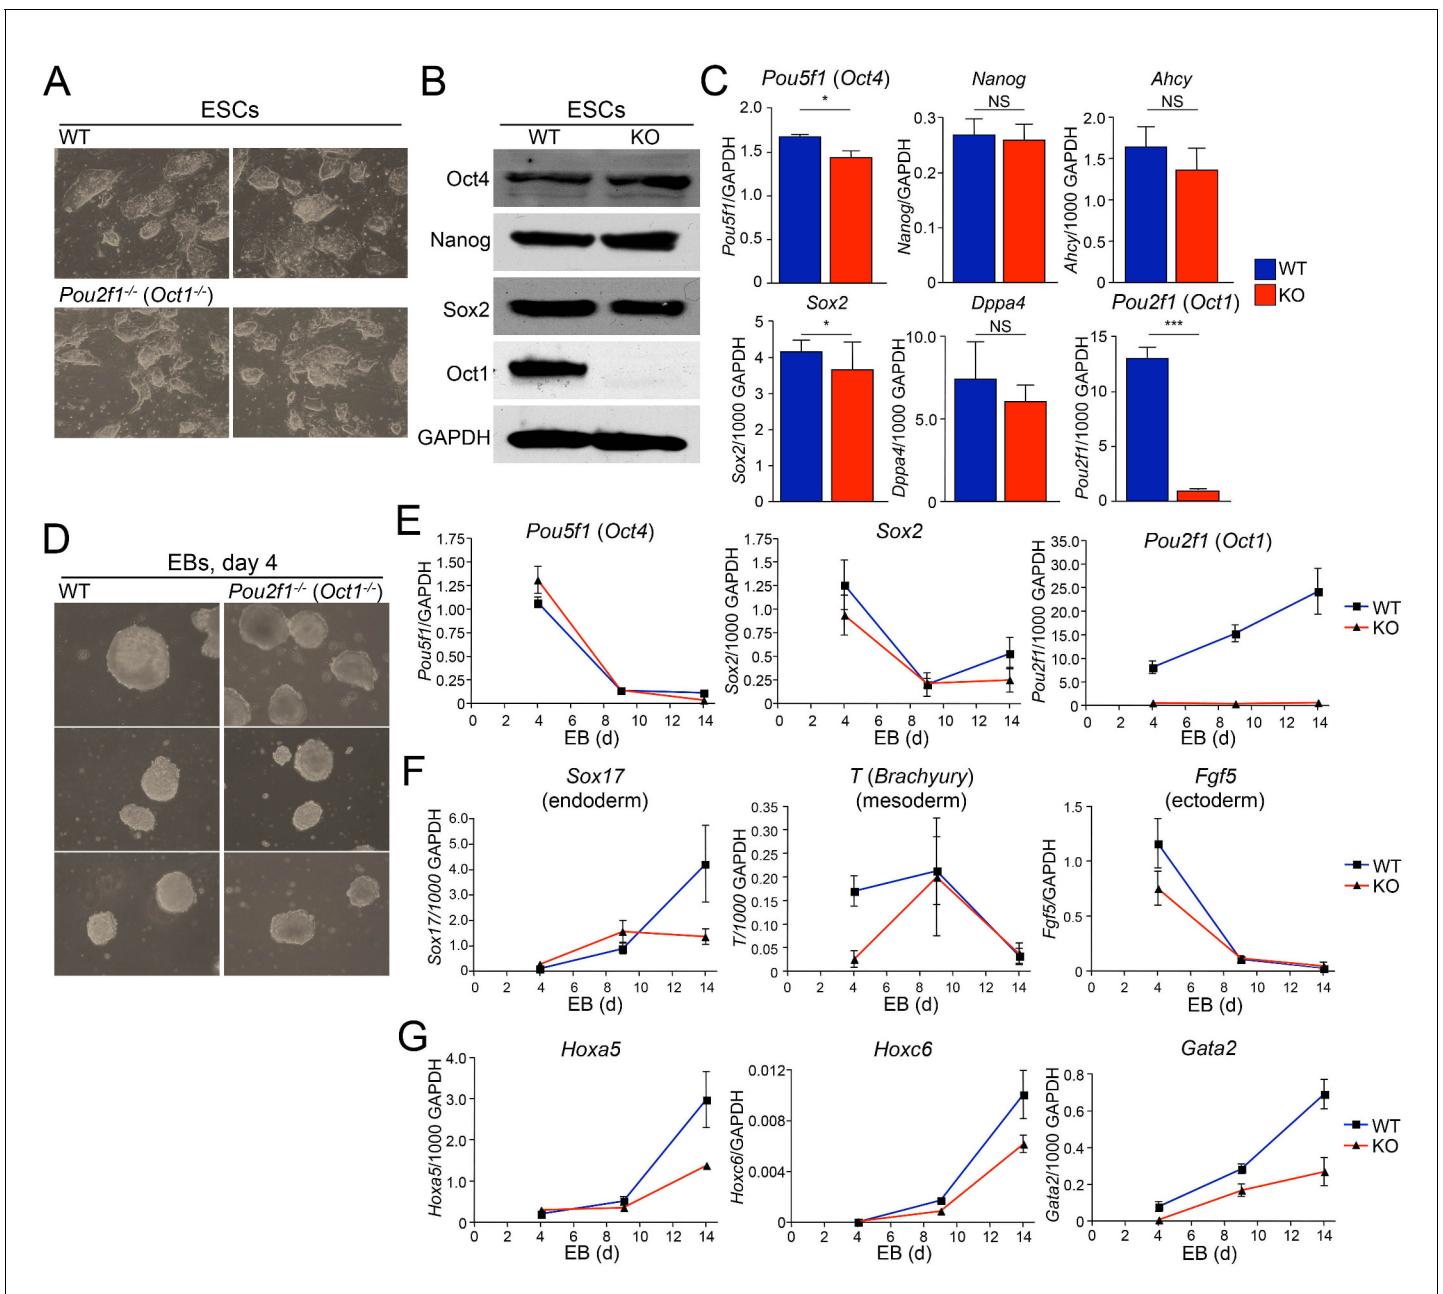 A
ESCs
WT
Pou2f1-/- (Oct1-/-)
B
ESCs
WT KO
Oct4
Nanog
Sox2
Oct1
GAPDH
C
Pou5f1 (Oct4)
*
2.0
1.5
1.0
0.5
0
Pou5f1/GAPDH
Nanog
NS
0.3
0.2
0.1
0
Nanog/GAPDH
Ahcy
NS
2.0
1.5
1.0
0.5
0
Ahcy/1000 GAPDH
WT
KO
Sox2
*
5
4
3
2
1
0
Sox2/1000 GAPDH
Dppa4
NS
10.0
5.0
0
Dppa4/1000 GAPDH
Pou2f1 (Oct1)
***
15
13
5
0
Pou2f1/1000 GAPDH
D
EBs, day 4
WT
Pou2f1-/- (Oct1-/-)
E
Pou5f1 (Oct4)
1.75
1.50
1.25
1.00
0.75
0.50
0.25
0
Pou5f1/GAPDH
0 2 4 6 8 10 12 14
EB (d)
Sox2
1.75
1.50
1.25
1.00
0.75
0.50
0.25
0
Sox2/1000 GAPDH
0 2 4 6 8 10 12 14
EB (d)
Pou2f1 (Oct1)
35.0
30.0
25.0
20.0
15.0
10.0
5.0
0
Pou2f1/1000 GAPDH
0 2 4 6 8 10 12 14
EB (d)
WT
KO
F
Sox17
(endoderm)
6.0
5.0
4.0
3.0
2.0
1.0
0
Sox17/1000 GAPDH
0 2 4 6 8 10 12 14
EB (d)
T (Brachyury)
(mesoderm)
0.35
0.30
0.25
0.20
0.15
0.10
0.05
0
T/1000 GAPDH
0 2 4 6 8 10 12 14
EB (d)
Fgf5
(ectoderm)
1.5
1.0
0.5
0
Fgf5/GAPDH
0 2 4 6 8 10 12 14
EB (d)
WT
KO
G
Hoxa5
4.0
3.0
2.0
1.0
0
Hoxa5/1000 GAPDH
0 2 4 6 8 10 12 14
EB (d)
Hoxc6
0.012
0.008
0.004
0
Hoxc6/GAPDH
0 2 4 6 8 10 12 14
EB (d)
Gata2
0.8
0.6
0.4
0.2
0
Gata2/1000 GAPDH
0 2 4 6 8 10 12 14
EB (d)
WT
KO